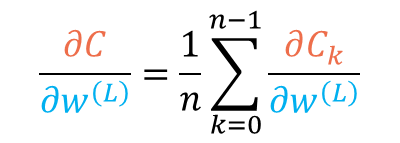 ∂C/∂w^(L) = 1/n ∑_{k=0}^{n−1} ∂C_k/∂w^(L)